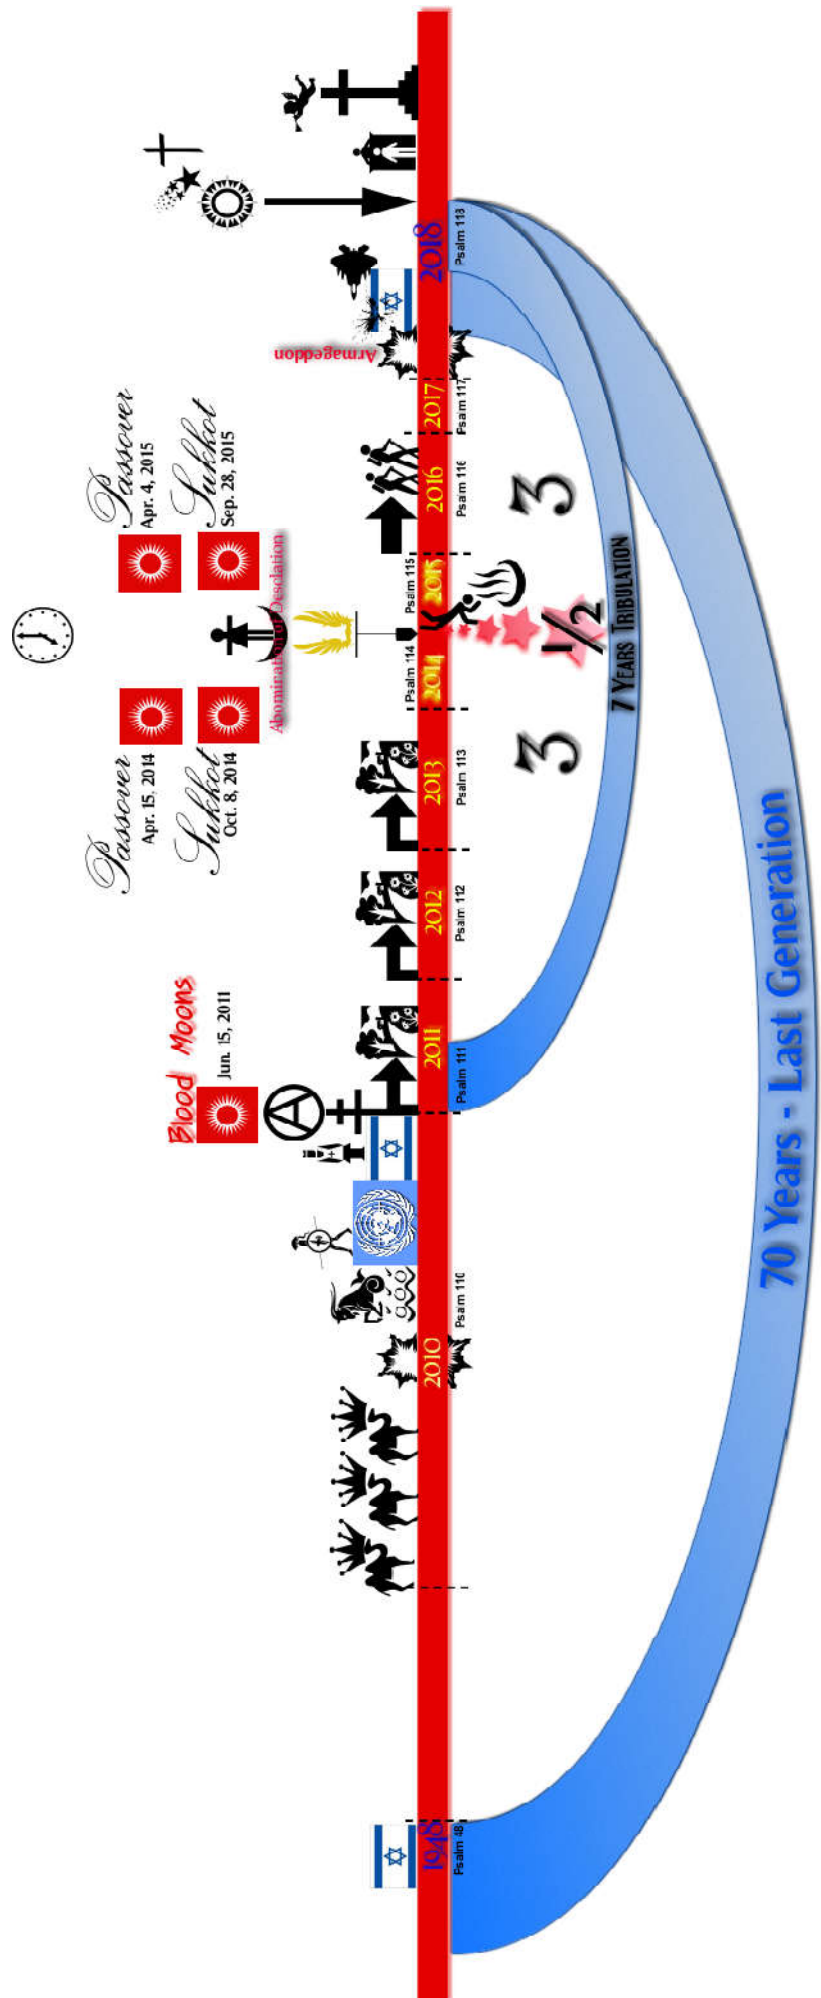 Passover
Apr. 15, 2014
Passover
Apr. 4, 2015
Blood Moons
Jun. 15, 2011
Sukkot
Oct. 8, 2014
Sukkot
Sep. 28, 2015
A
Abomination of Desolation
Armageddon
Psalm 114
Psalm 115
1948
2010
2011
2012
2013
2014
2015
2016
2017
2018
Psalm 48
Psalm 110
Psalm 111
Psalm 112
Psalm 113
Psalm 116
Psalm 117
Psalm 118
3
1/2
3
7 YEARS TRIBULATION
70 Years - Last Generation